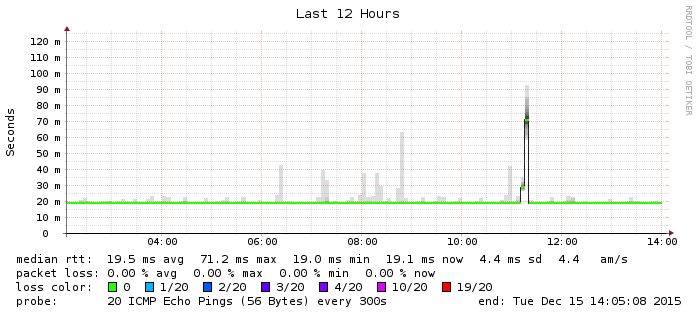 Last 12 Hours
RRDTOOL / TOBI OETIKER
Seconds
120 m
110 m
100 m
90 m
80 m
70 m
60 m
50 m
40 m
30 m
20 m
10 m
0
04:00 06:00 08:00 10:00 12:00 14:00
median rtt: 19.5 ms avg 71.2 ms max 19.0 ms min 19.1 ms now 4.4 ms sd 4.4 am/s
packet loss: 0.00 % avg 0.00 % max 0.00 % min 0.00 % now
loss color: 0 1/20 2/20 3/20 4/20 10/20 19/20
probe: 20 ICMP Echo Pings (56 Bytes) every 300s end: Tue Dec 15 14:05:08 2015